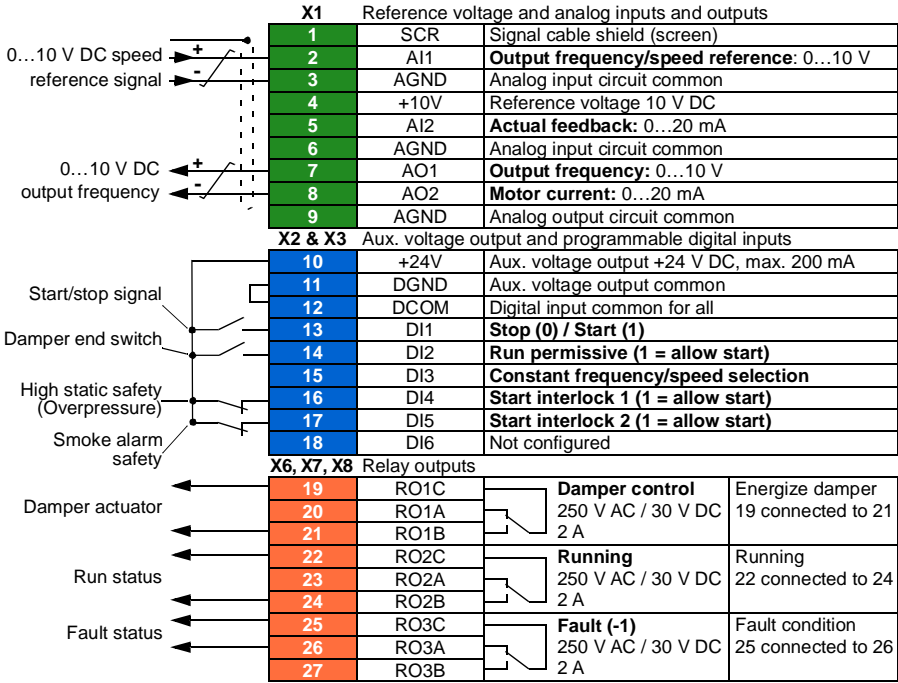 X1 Reference voltage and analog inputs and outputs
1 SCR Signal cable shield (screen)
0…10 V DC speed + 2 AI1 Output frequency/speed reference: 0…10 V
reference signal - 3 AGND Analog input circuit common
4 +10V Reference voltage 10 V DC
5 AI2 Actual feedback: 0…20 mA
6 AGND Analog input circuit common
0…10 V DC + 7 AO1 Output frequency: 0…10 V
output frequency - 8 AO2 Motor current: 0…20 mA
9 AGND Analog output circuit common
X2 & X3 Aux. voltage output and programmable digital inputs
10 +24V Aux. voltage output +24 V DC, max. 200 mA
Start/stop signal 11 DGND Aux. voltage output common
12 DCOM Digital input common for all
Damper end switch 13 DI1 Stop (0) / Start (1)
14 DI2 Run permissive (1 = allow start)
15 DI3 Constant frequency/speed selection
High static safety 16 DI4 Start interlock 1 (1 = allow start)
(Overpressure)
17 DI5 Start interlock 2 (1 = allow start)
Smoke alarm 18 DI6 Not configured
safety
X6, X7, X8 Relay outputs
19 RO1C Damper control Energize damper
Damper actuator 20 RO1A 250 V AC / 30 V DC 19 connected to 21
21 RO1B 2 A
22 RO2C Running Running
Run status 23 RO2A 250 V AC / 30 V DC 22 connected to 24
24 RO2B 2 A
25 RO3C Fault (-1) Fault condition
Fault status 26 RO3A 250 V AC / 30 V DC 25 connected to 26
27 RO3B 2 A